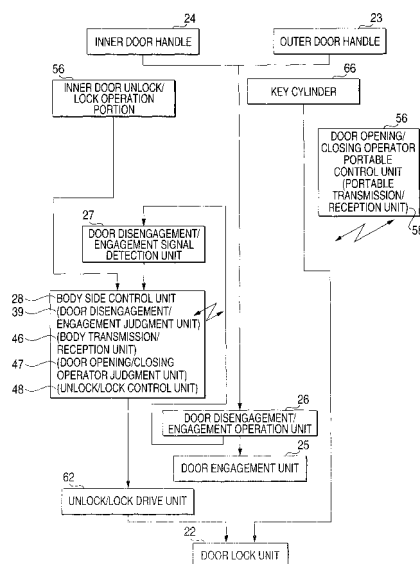 24
INNER DOOR HANDLE
23
OUTER DOOR HANDLE
56
INNER DOOR UNLOCK/
LOCK OPERATION
PORTION
66
KEY CYLINDER
56
DOOR OPENING/
CLOSING OPERATOR
PORTABLE
CONTROL UNIT
(PORTABLE
TRANSMISSION/
RECEPTION UNIT)
27
DOOR DISENGAGEMENT/
ENGAGEMENT SIGNAL
DETECTION UNIT
28 BODY SIDE CONTROL UNIT
39 (DOOR DISENGAGEMENT/
ENGAGEMENT JUDGMENT UNIT)
46 (BODY TRANSMISSION/
RECEPTION UNIT)
47 (DOOR OPENING/CLOSING
OPERATOR JUDGMENT UNIT)
48 (UNLOCK/LOCK CONTROL UNIT)
26
DOOR DISENGAGEMENT/
ENGAGEMENT OPERATION UNIT
25
DOOR ENGAGEMENT UNIT
62
UNLOCK/LOCK DRIVE UNIT
22
DOOR LOCK UNIT